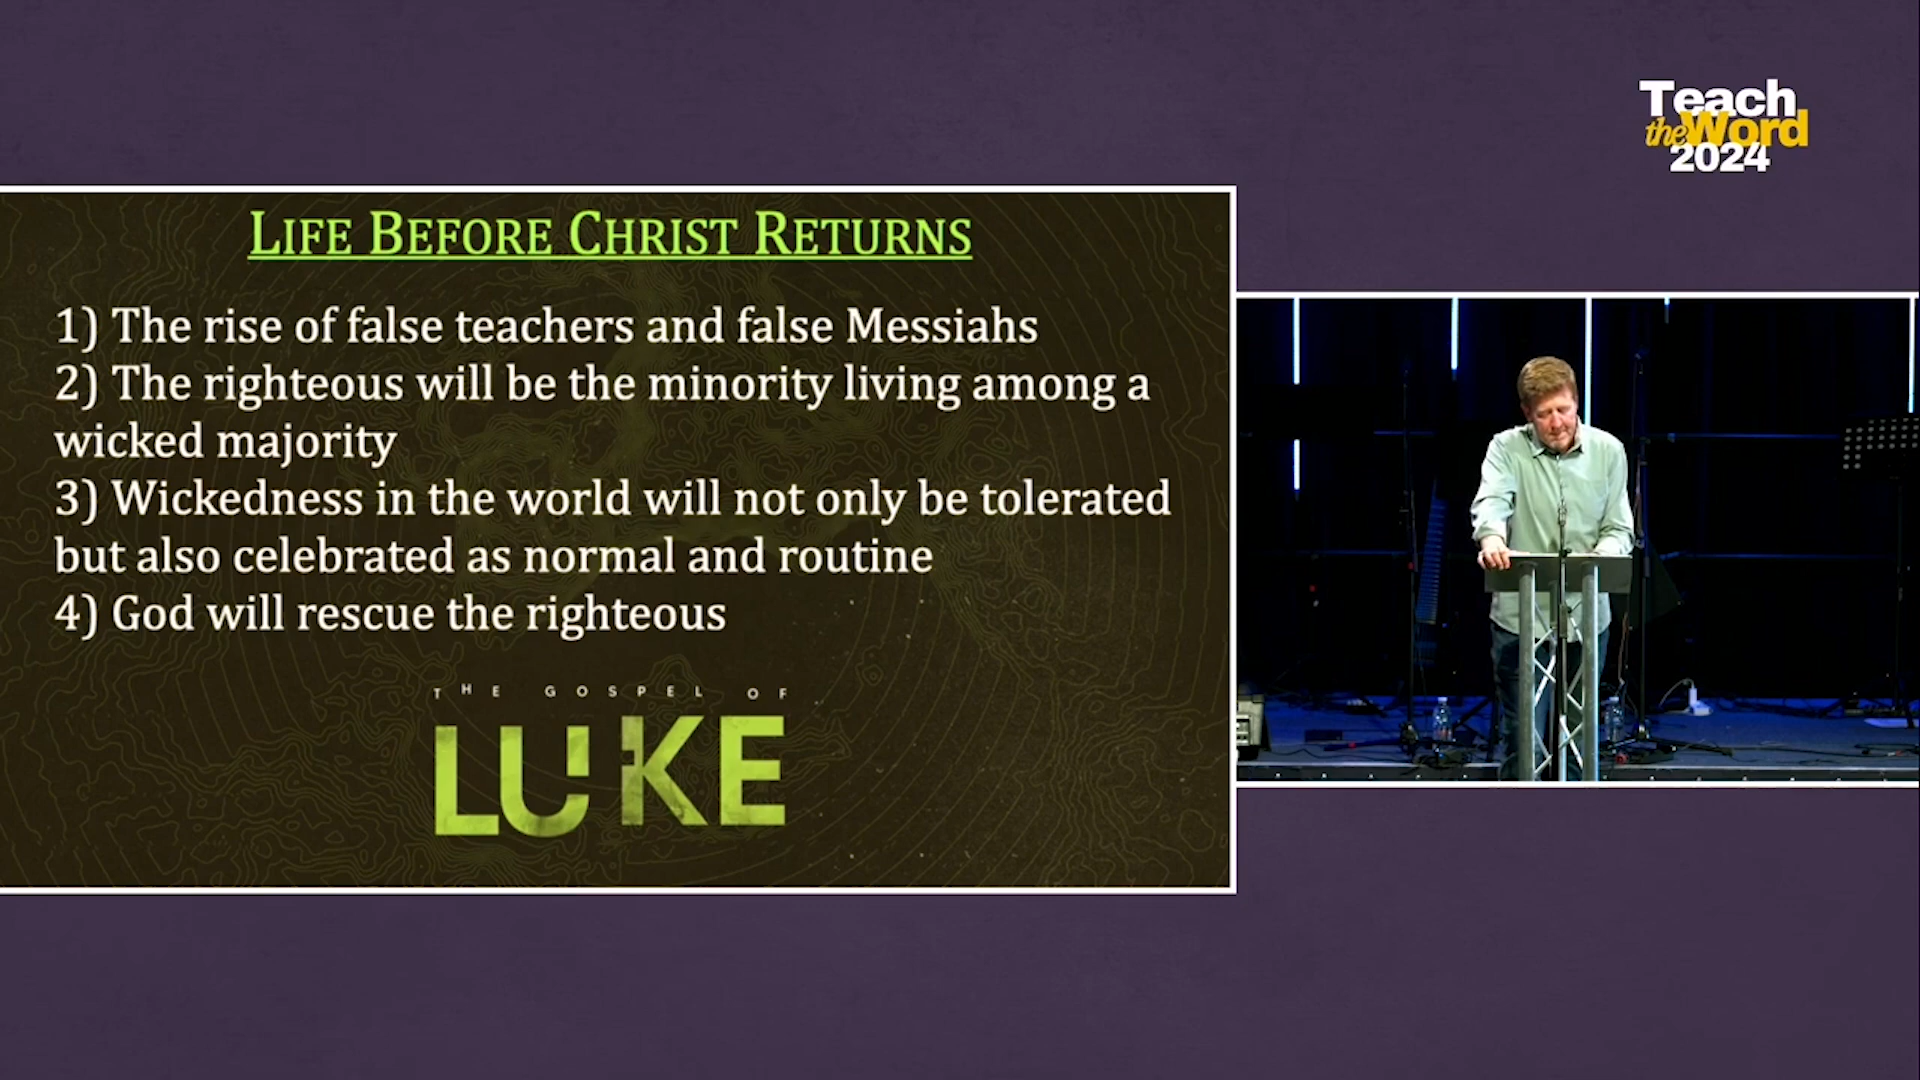 Teach
the Word
2024
LIFE BEFORE CHRIST RETURNS
1) The rise of false teachers and false Messiahs
2) The righteous will be the minority living among a
wicked majority
3) Wickedness in the world will not only be tolerated
but also celebrated as normal and routine
4) God will rescue the righteous
THE GOSPEL OF
LUKE